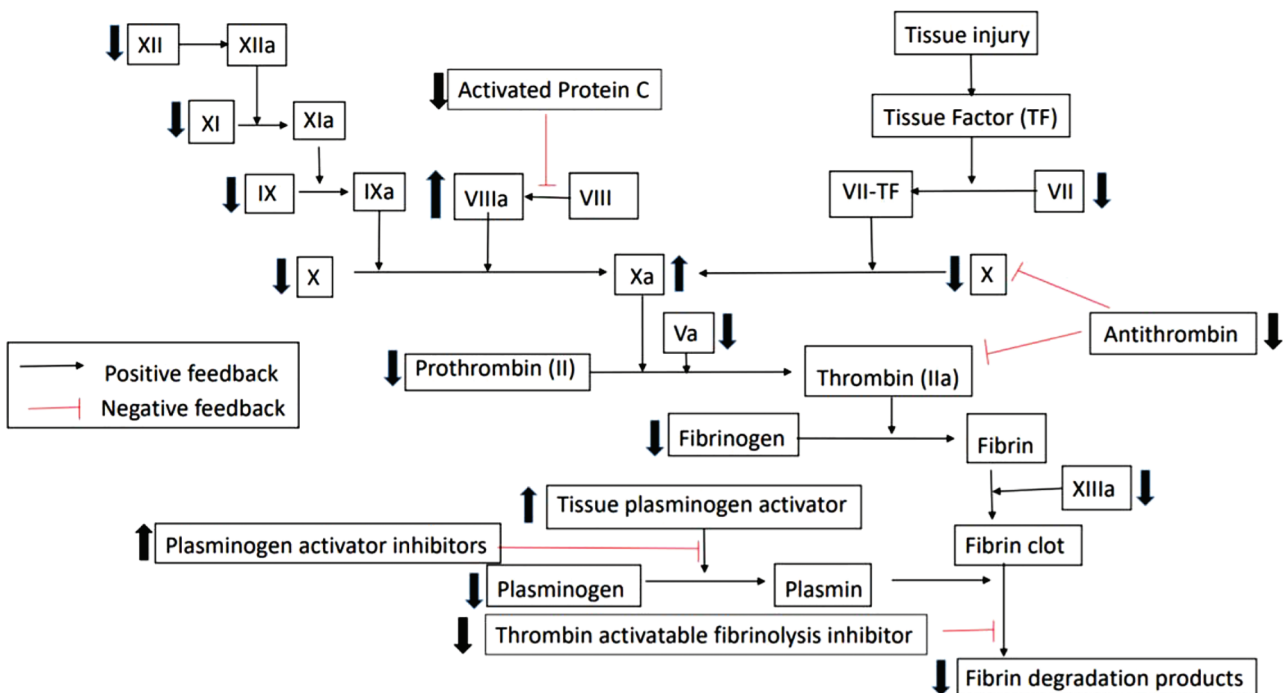 XII
XIIa
Tissue injury
Activated Protein C
XI
XIa
Tissue Factor (TF)
IX
IXa
VIIIa
VIII
VII-TF
VII
X
Xa
X
Va
Antithrombin
Prothrombin (II)
Thrombin (IIa)
Positive feedback
Negative feedback
Fibrinogen
Fibrin
XIIIa
Tissue plasminogen activator
Plasminogen activator inhibitors
Fibrin clot
Plasminogen
Plasmin
Thrombin activatable fibrinolysis inhibitor
Fibrin degradation products